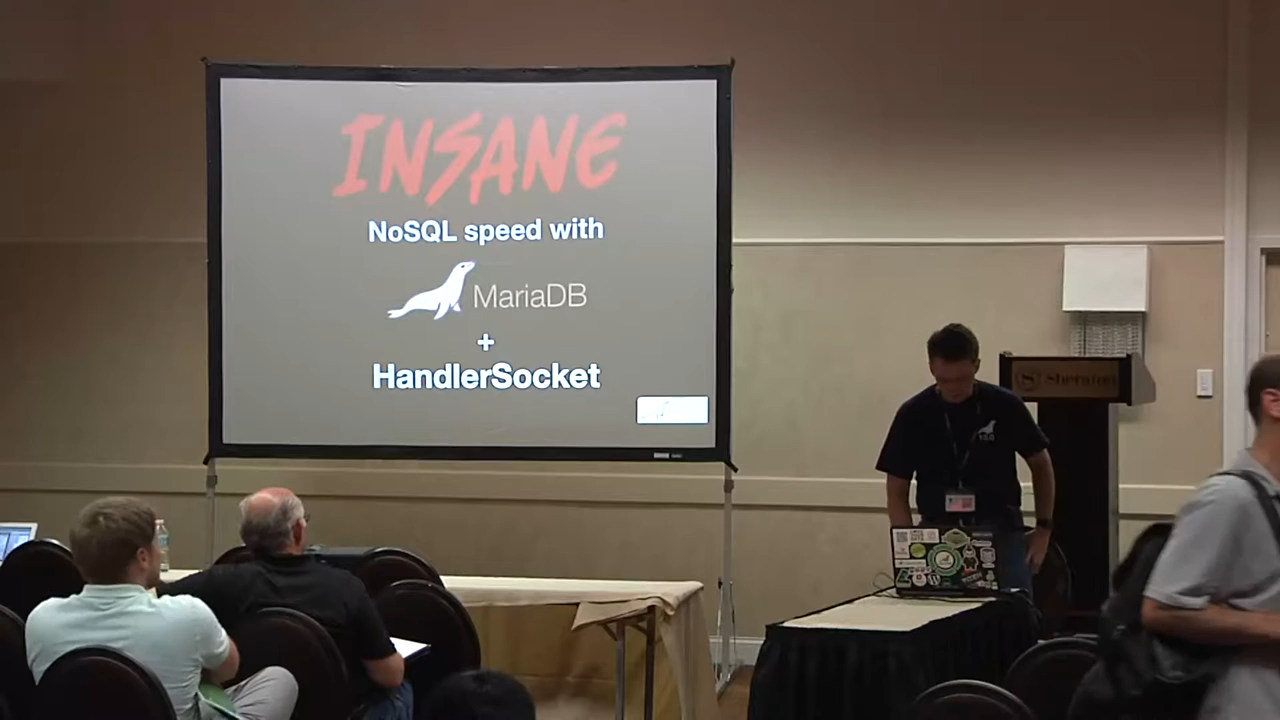 INSANE
NoSQL speed with
MariaDB
+
HandlerSocket
Sheraton